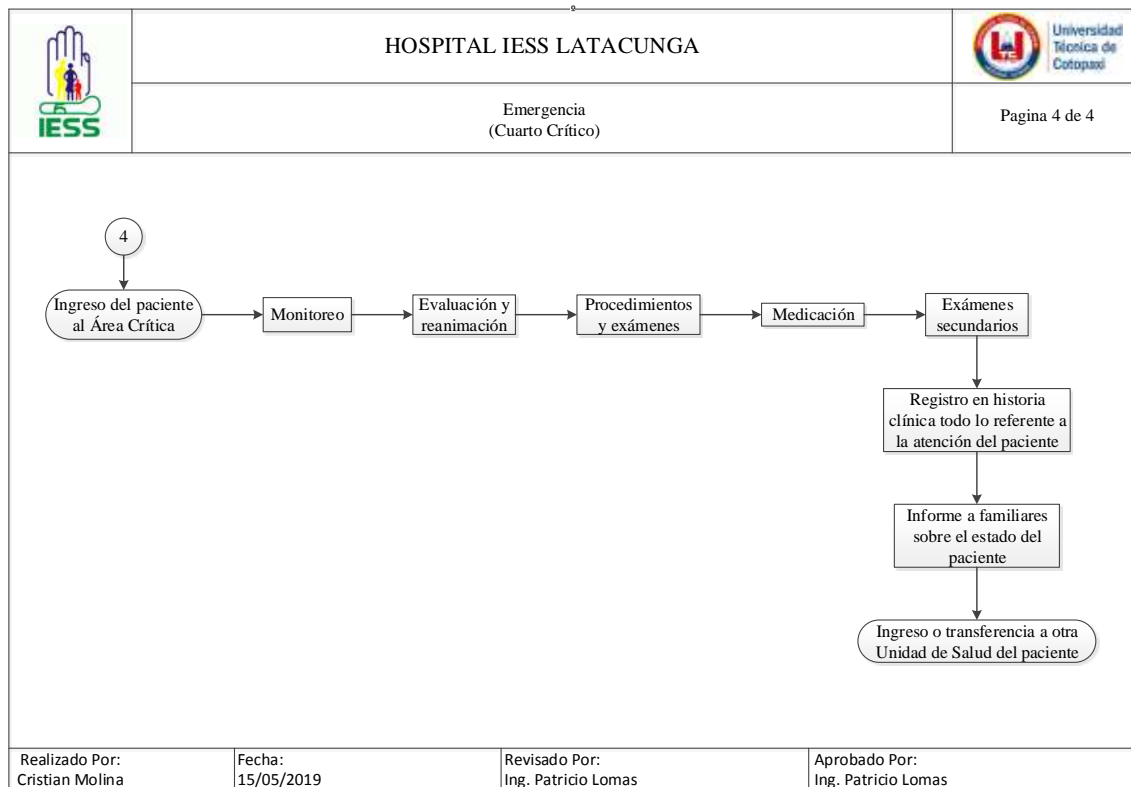 HOSPITAL IESS LATACUNGA
IESS
Universidad
Técnica de
Cotopaxi
Emergencia
(Cuarto Crítico)
Pagina 4 de 4
4
Ingreso del paciente
al Área Crítica
Monitoreo
Evaluación y
reanimación
Procedimientos
y exámenes
Medicación
Exámenes
secundarios
Registro en historia
clínica todo lo referente a
la atención del paciente
Informe a familiares
sobre el estado del
paciente
Ingreso o transferencia a otra
Unidad de Salud del paciente
Realizado Por:
Cristian Molina
Fecha:
15/05/2019
Revisado Por:
Ing. Patricio Lomas
Aprobado Por:
Ing. Patricio Lomas